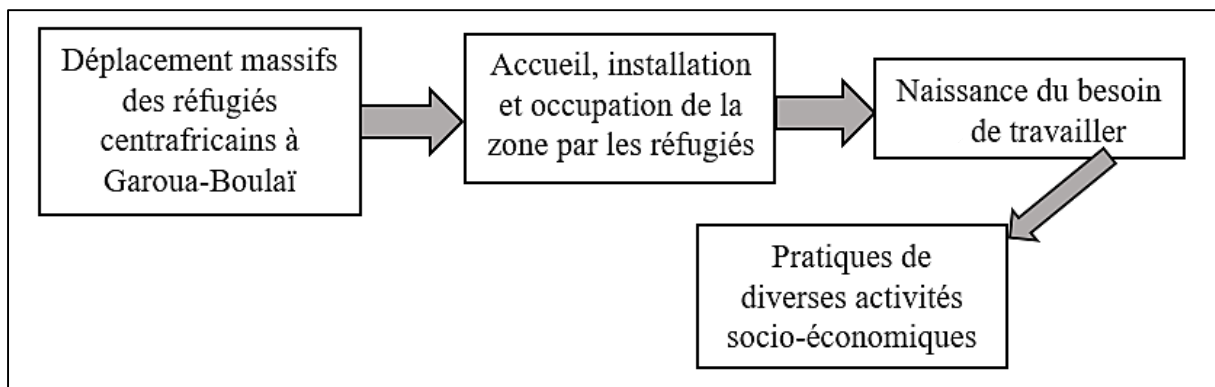 Déplacement massifs
des réfugiés
centrafricains à
Garoua-Boulaï
Accueil, installation
et occupation de la
zone par les réfugiés
Naissance du besoin
de travailler
Pratiques de
diverses activités
socio-économiques